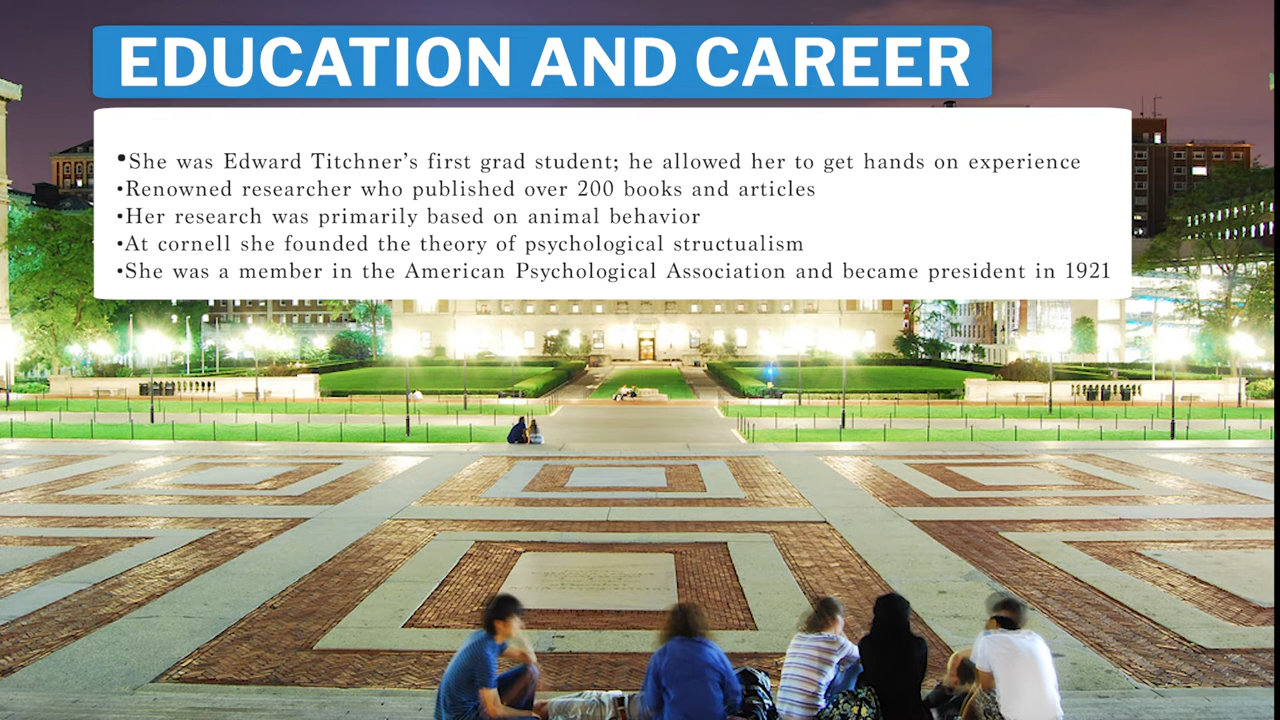 EDUCATION AND CAREER
•She was Edward Titchner's first grad student; he allowed her to get hands on experience
•Renowned researcher who published over 200 books and articles
•Her research was primarily based on animal behavior
•At cornell she founded the theory of psychological structualism
•She was a member in the American Psychological Association and became president in 1921